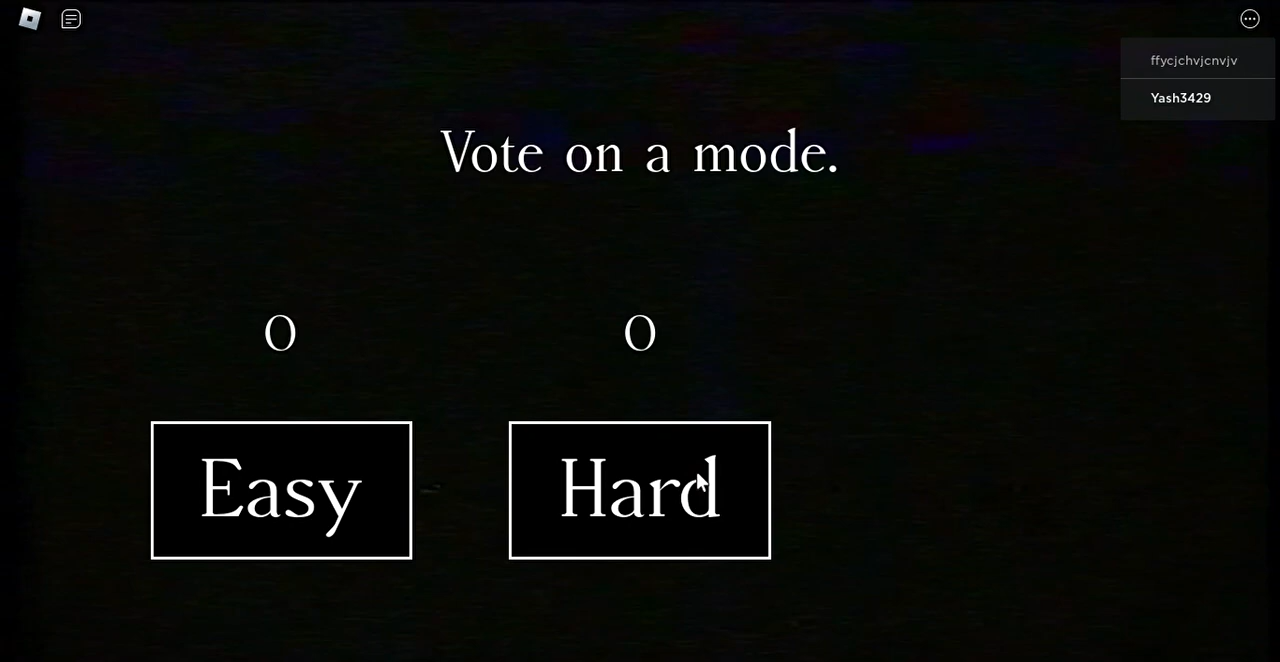 ffycjchvjcnvjv
Yash3429
Vote on a mode.
0 0
Easy Hard